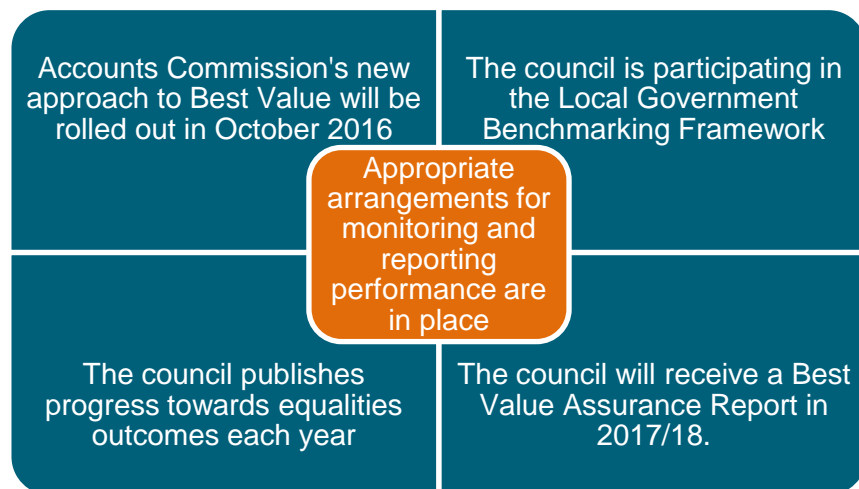 Accounts Commission's new
approach to Best Value will be
rolled out in October 2016
The council is participating in
the Local Government
Benchmarking Framework
Appropriate
arrangements for
monitoring and
reporting
performance are
in place
The council publishes
progress towards equalities
outcomes each year
The council will receive a Best
Value Assurance Report in
2017/18.